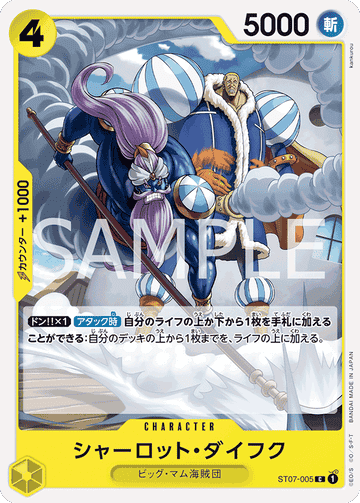 4
5000
斬
kankurou
カウンター +1000
SAMPLE
ドン!!×1 アタック時 自分のライフの上か下から1枚を手札に加える
ことができる:自分のデッキの上から1枚までを、ライフの上に加える。
CHARACTER
シャーロット・ダイフク
ビッグ・マム海賊団
ST07-005 C 1
©E.O./©O./S・F・T BANDAI MADE IN JAPAN